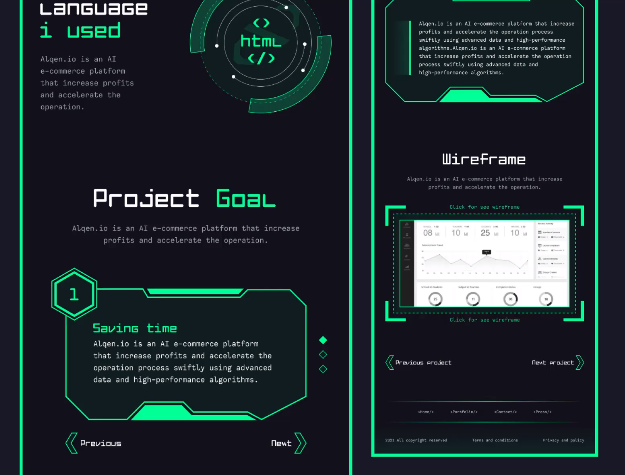 Language
i used
Alqen.io is an AI
e-commerce platform
that increase profits
and accelerate the
operation.
<>
html
</>
Project Goal
Alqen.io is an AI e-commerce platform that increase
profits and accelerate the operation.
1
Saving time
Alqen.io is an AI e-commerce platform
that increase profits and accelerate the
operation process swiftly using advanced
data and high-performance algorithms.
Previous
Next
Alqen.io is an AI e-commerce platform that increase
profits and accelerate the operation process
swiftly using advanced data and high-performance
algorithms.Alqen.io is an AI e-commerce platform
that increase profits and accelerate the operation
process swiftly using advanced data and
high-performance algorithms.
Wireframe
Alqen.io is an AI e-commerce platform that increase
profits and accelerate the operation.
Click for see wireframe
08
10
25
10
Click for see wireframe
Previous project
Next project
<Home/>
<Portfolio/>
<Contact/>
2023 All copyright reserved
Terms and conditions
Privacy and policy